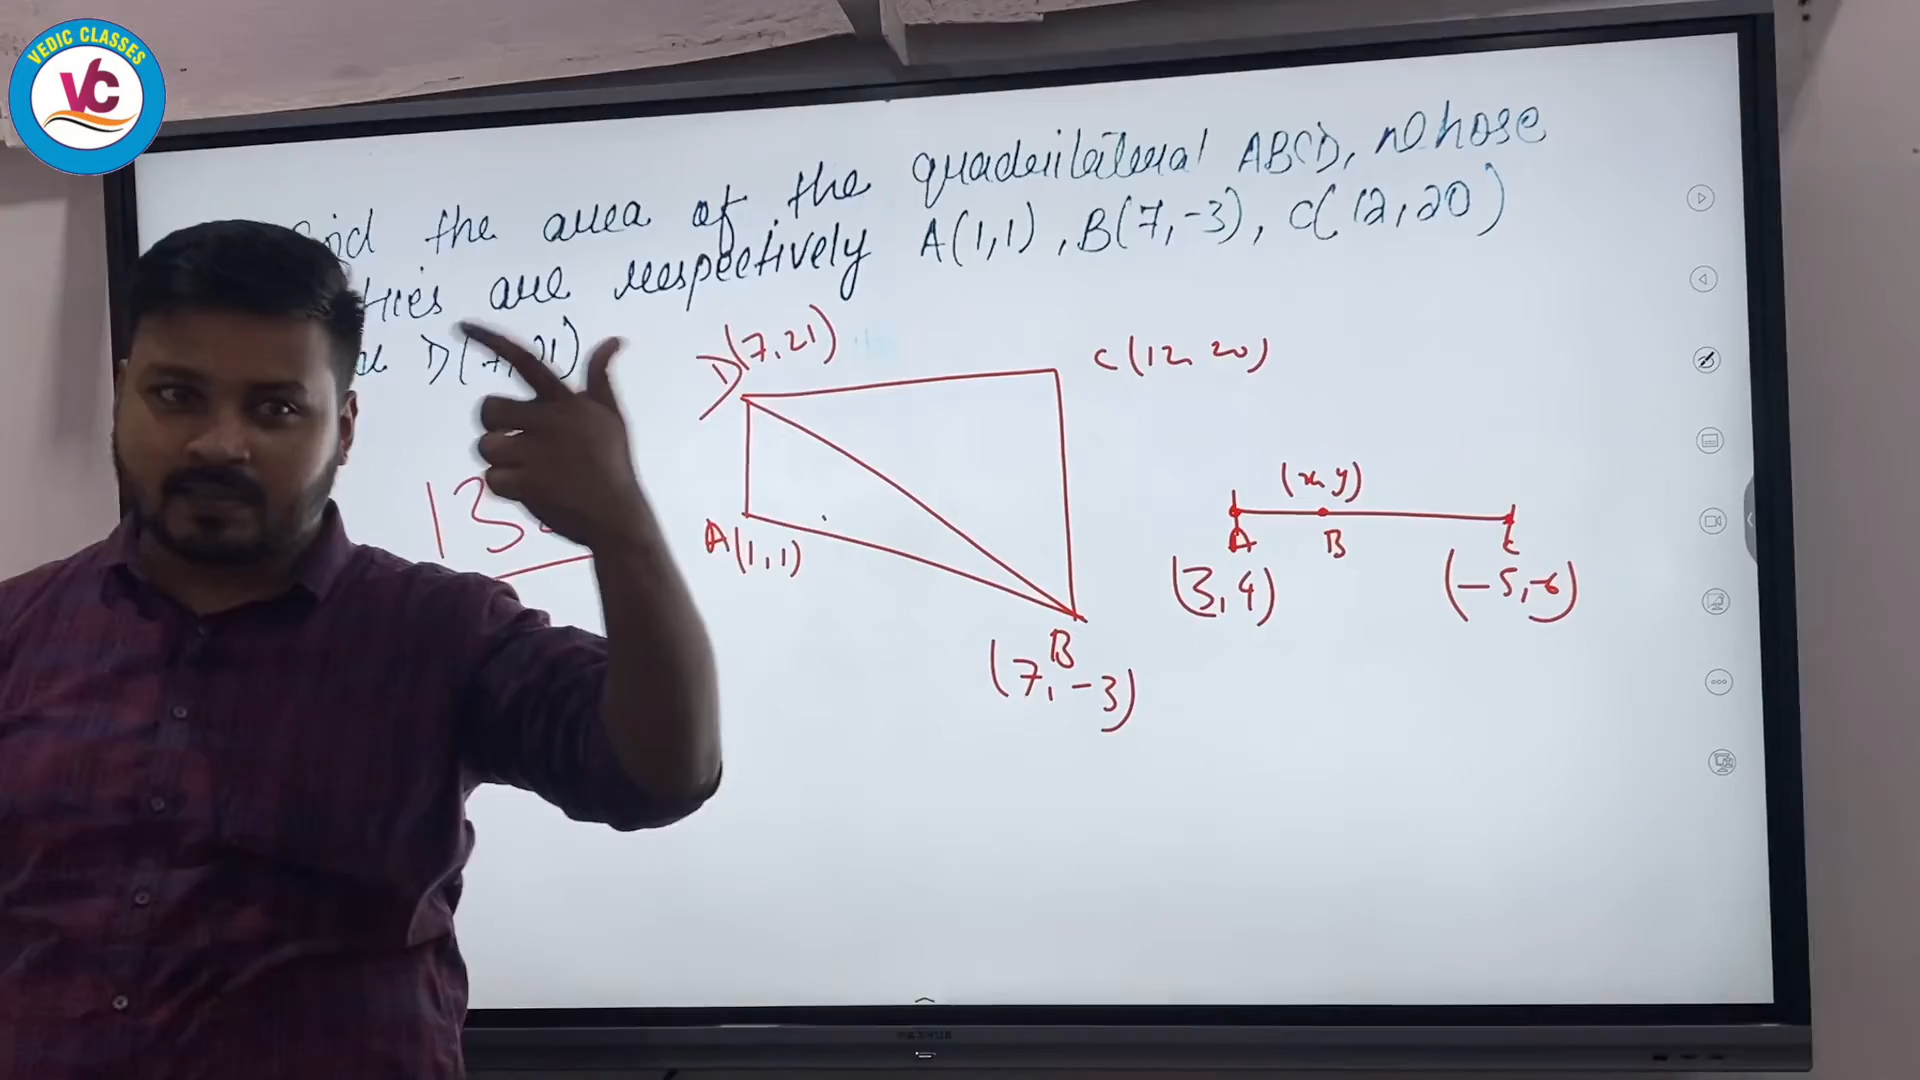 VEDIC CLASSES
VC
the area of the quadrilateral ABCD, whose
are respectively A(1,1), B(7,-3), C(12,20)
D(7,21)
D(7,21)
C(12, 20)
(x, y)
A
B
C
A(1,1)
(3,4)
(-5,-6)
B
(7,-3)